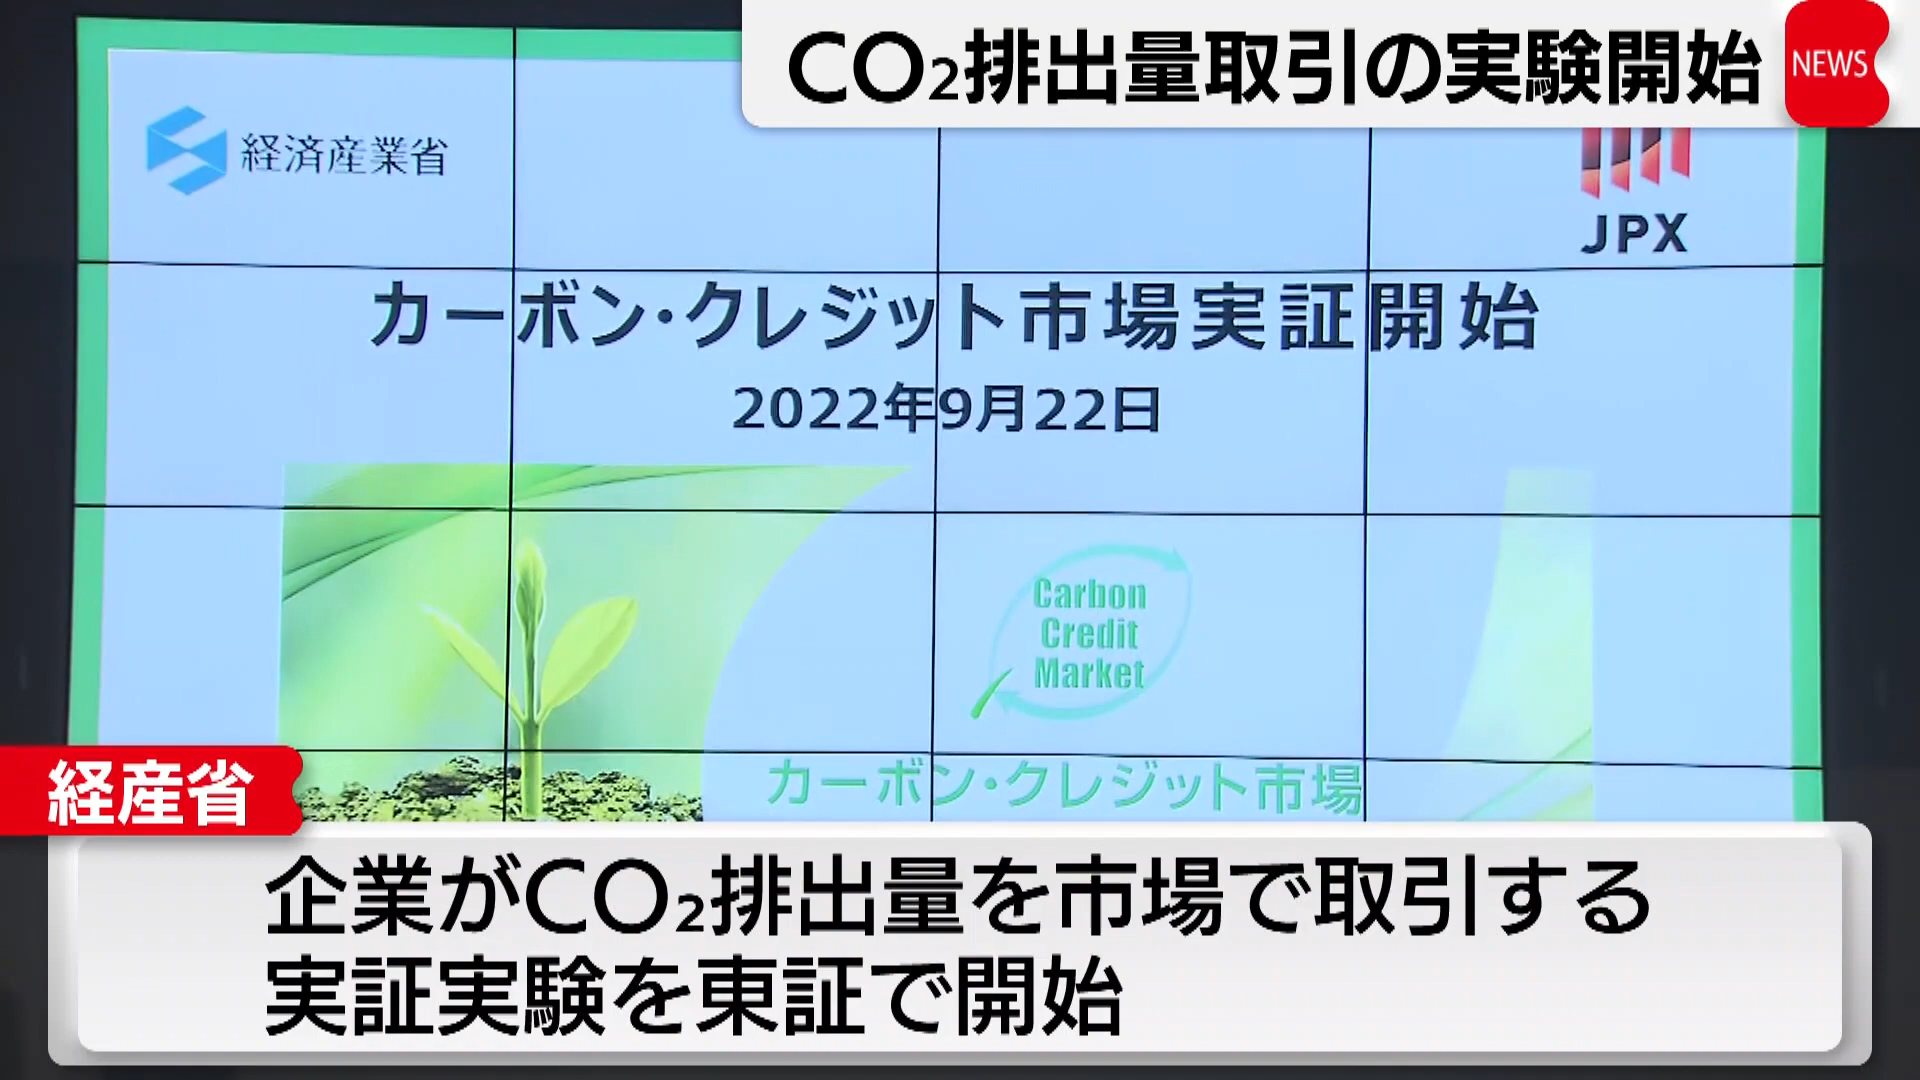 CO₂排出量取引の実験開始
NEWS
経済産業省
JPX
カーボン・クレジット市場実証開始
2022年9月22日
Carbon
Credit
Market
カーボン・クレジット市場
経産省
企業がCO₂排出量を市場で取引する
実証実験を東証で開始